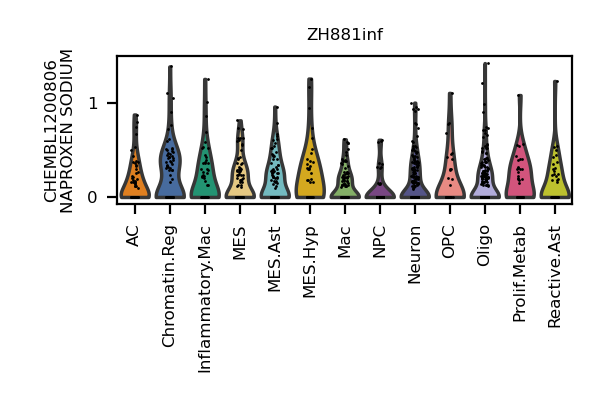 ZH881inf
CHEMBL1200806
NAPROXEN SODIUM
1
0
AC
Chromatin.Reg
Inflammatory.Mac
MES
MES.Ast
MES.Hyp
Mac
NPC
Neuron
OPC
Oligo
Prolif.Metab
Reactive.Ast